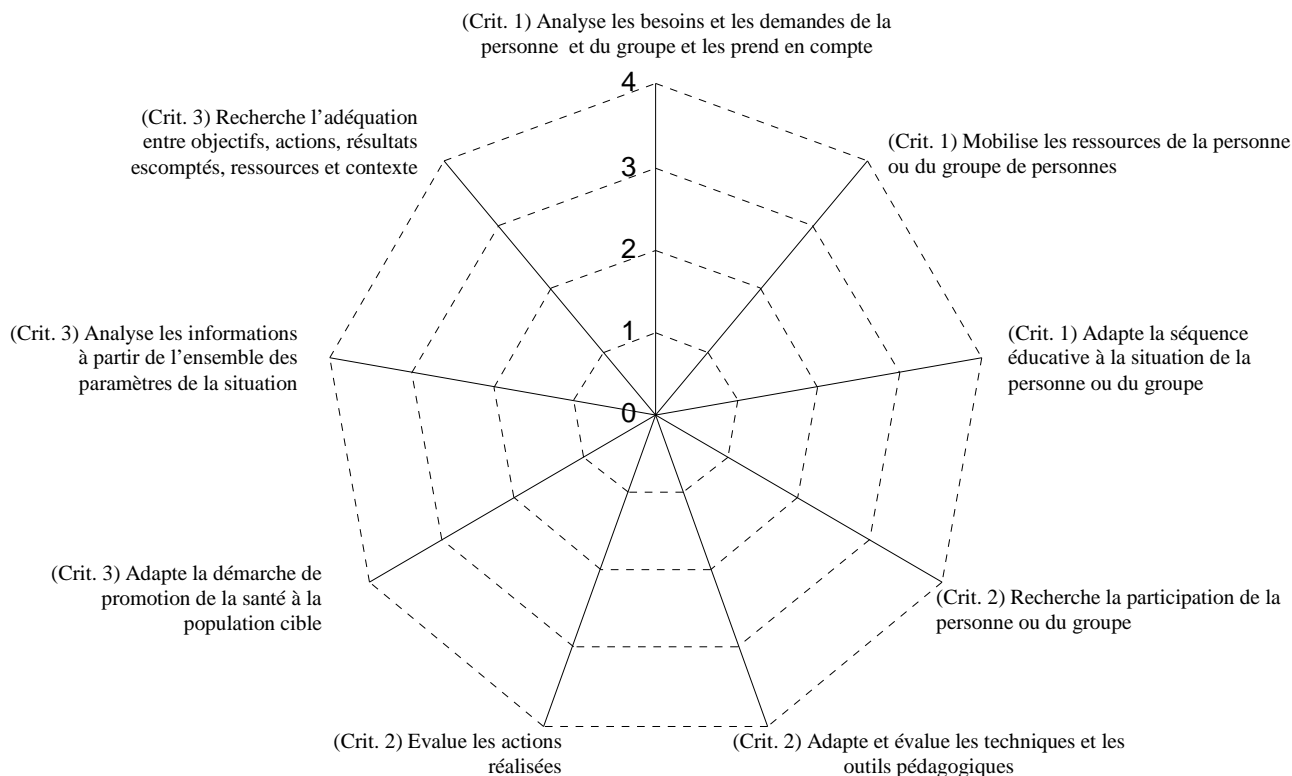 (Crit. 1) Analyse les besoins et les demandes de la
personne et du groupe et les prend en compte
(Crit. 1) Mobilise les ressources de la personne
ou du groupe de personnes
(Crit. 1) Adapte la séquence
éducative à la situation de la
personne ou du groupe
(Crit. 2) Recherche la participation de la
personne ou du groupe
(Crit. 2) Adapte et évalue les techniques et les
outils pédagogiques
(Crit. 2) Evalue les actions
réalisées
(Crit. 3) Adapte la démarche de
promotion de la santé à la
population cible
(Crit. 3) Analyse les informations
à partir de l’ensemble des
paramètres de la situation
(Crit. 3) Recherche l’adéquation
entre objectifs, actions, résultats
escomptés, ressources et contexte
4
3
2
1
0